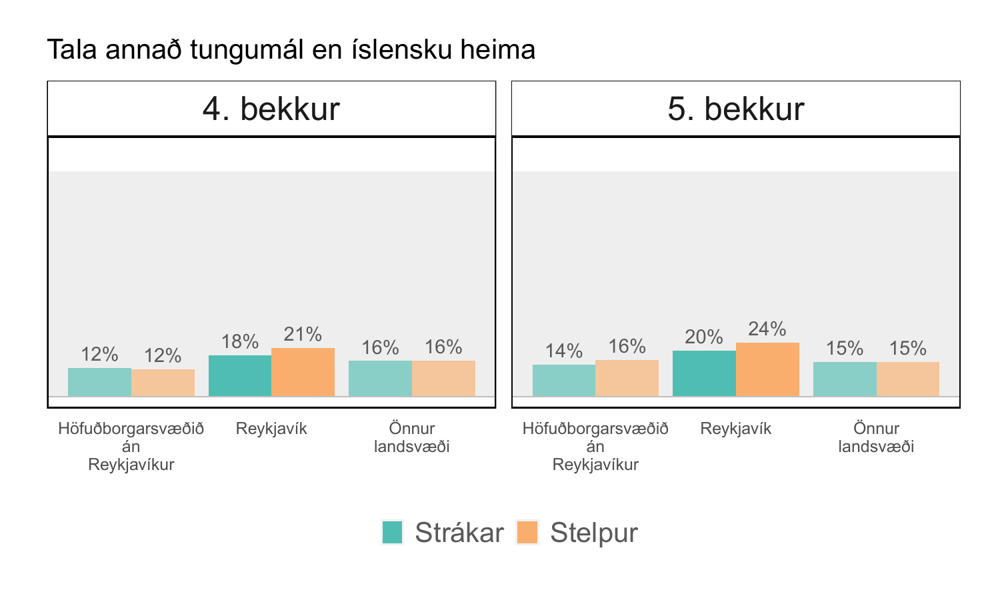 Tala annað tungumál en íslensku heima
4. bekkur
12%
12%
18%
21%
16%
16%
Höfuðborgarsvæðið
án
Reykjavíkur
Reykjavík
Önnur
landsvæði
5. bekkur
14%
16%
20%
24%
15%
15%
Höfuðborgarsvæðið
án
Reykjavíkur
Reykjavík
Önnur
landsvæði
Strákar
Stelpur